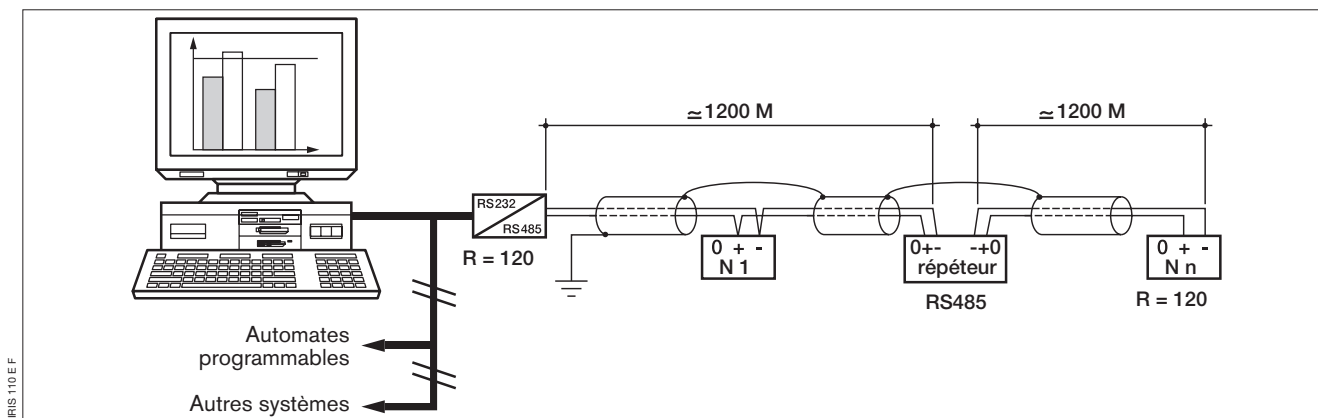 ≃1200 M
≃1200 M
RS232
RS485
R = 120
0 + -
N 1
0+-
-+0
répéteur
RS485
0 + -
N n
R = 120
Automates
programmables
Autres systèmes
IRIS 110 E F